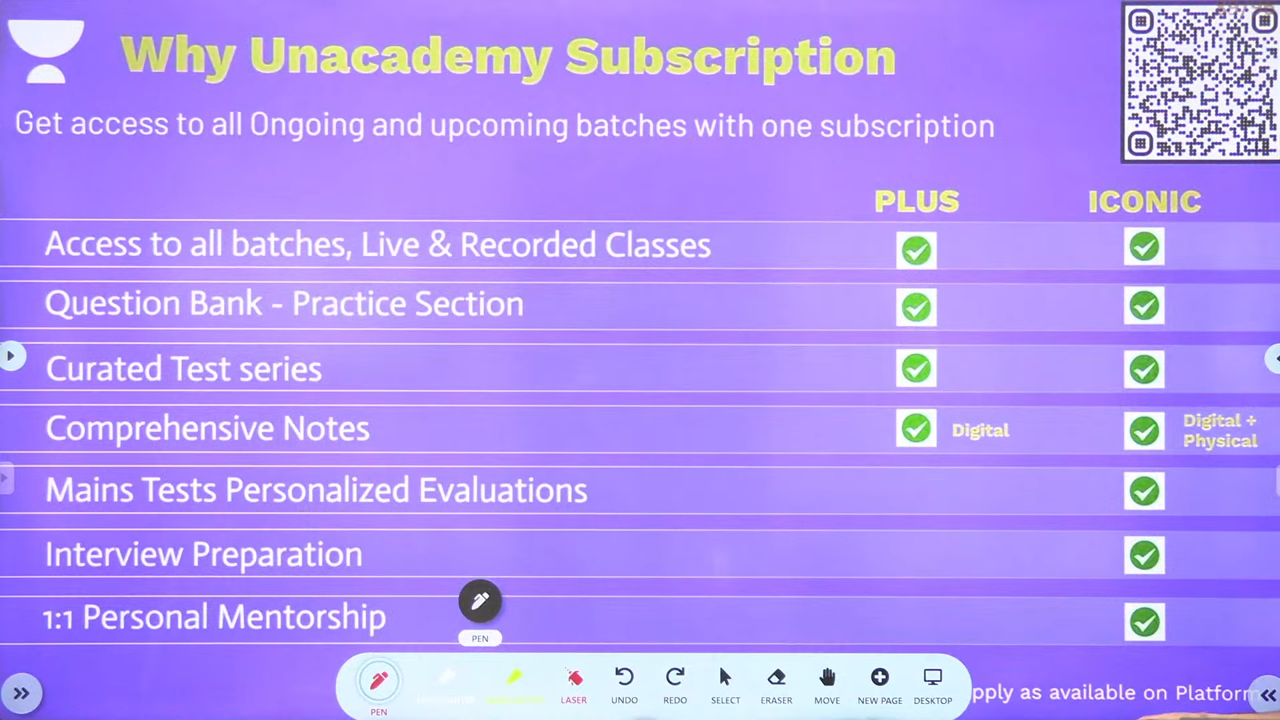 Why Unacademy Subscription
Get access to all Ongoing and upcoming batches with one subscription
PLUS ICONIC
Access to all batches, Live & Recorded Classes
Question Bank - Practice Section
Curated Test series
Comprehensive Notes Digital Digital +
Physical
Mains Tests Personalized Evaluations
Interview Preparation
1:1 Personal Mentorship
PEN
PEN LASER UNDO REDO SELECT ERASER MOVE NEW PAGE DESKTOP
pply as available on Platform